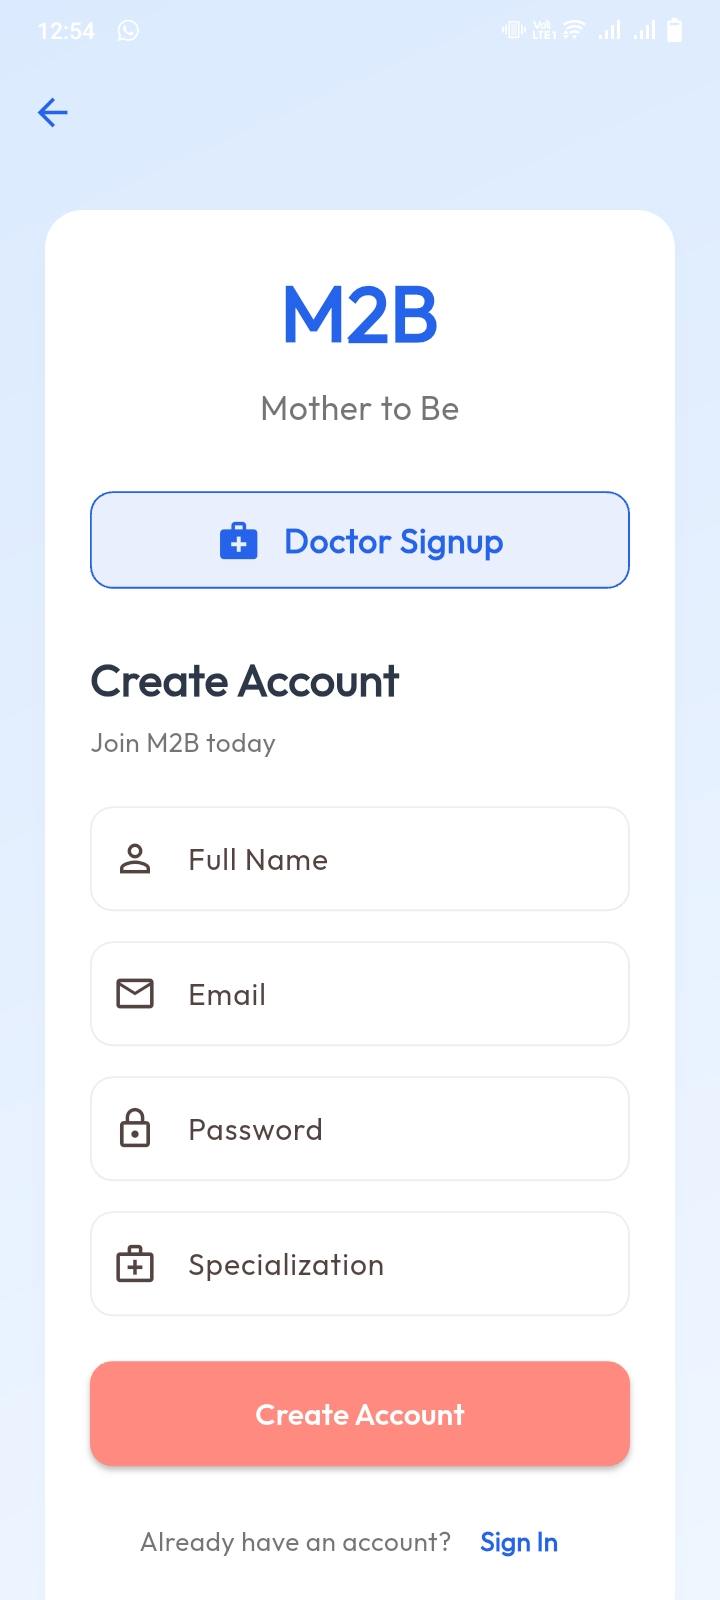 12:54
M2B
Mother to Be
Doctor Signup
Create Account
Join M2B today
Full Name
Email
Password
Specialization
Create Account
Already have an account? Sign In